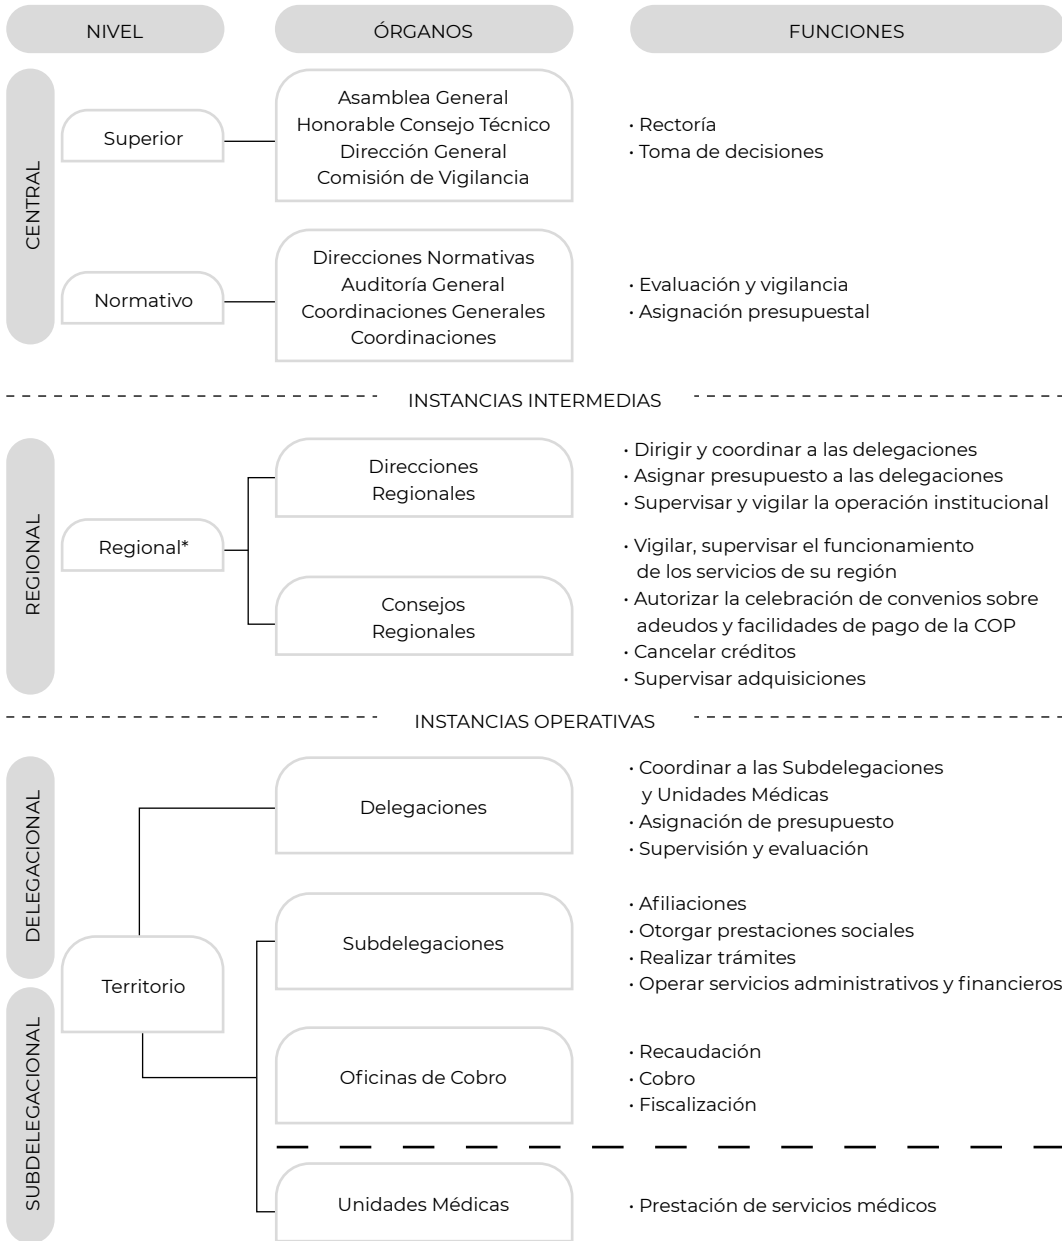 NIVEL
ÓRGANOS
FUNCIONES
CENTRAL
Superior
Asamblea General
Honorable Consejo Técnico
Dirección General
Comisión de Vigilancia
· Rectoría
· Toma de decisiones
Normativo
Direcciones Normativas
Auditoría General
Coordinaciones Generales
Coordinaciones
· Evaluación y vigilancia
· Asignación presupuestal
INSTANCIAS INTERMEDIAS
REGIONAL
Regional*
Direcciones
Regionales
· Dirigir y coordinar a las delegaciones
· Asignar presupuesto a las delegaciones
· Supervisar y vigilar la operación institucional
Consejos
Regionales
· Vigilar, supervisar el funcionamiento
de los servicios de su región
· Autorizar la celebración de convenios sobre
adeudos y facilidades de pago de la COP
· Cancelar créditos
· Supervisar adquisiciones
INSTANCIAS OPERATIVAS
DELEGACIONAL
SUBDELEGACIONAL
Territorio
Delegaciones
· Coordinar a las Subdelegaciones
y Unidades Médicas
· Asignación de presupuesto
· Supervisión y evaluación
Subdelegaciones
· Afiliaciones
· Otorgar prestaciones sociales
· Realizar trámites
· Operar servicios administrativos y financieros
Oficinas de Cobro
· Recaudación
· Cobro
· Fiscalización
Unidades Médicas
· Prestación de servicios médicos